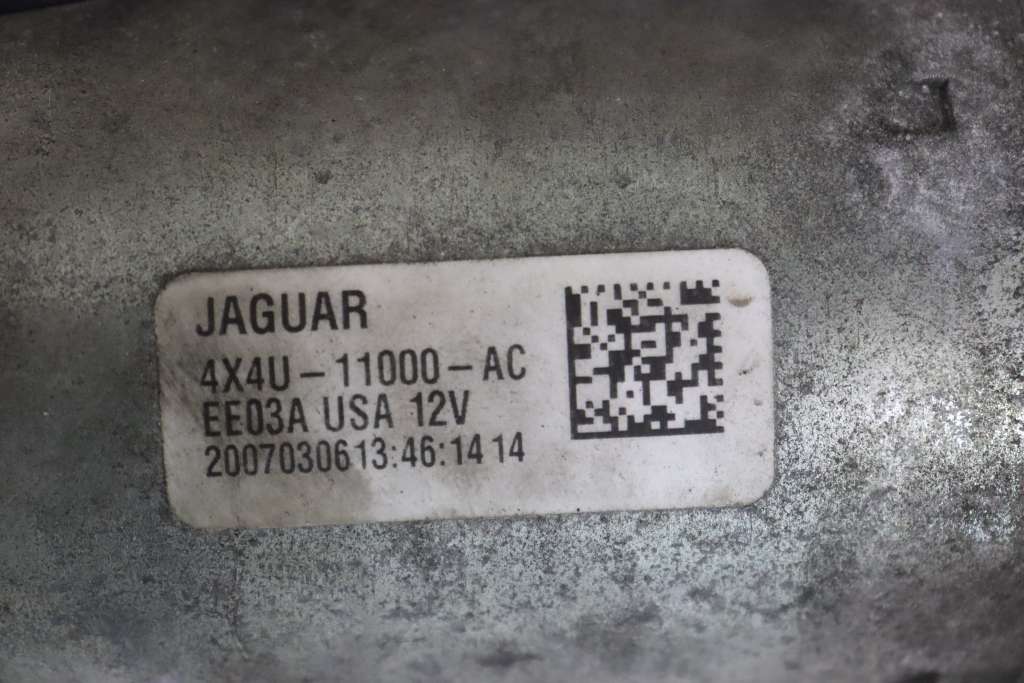 JAGUAR
4X4U-11000-AC
EE03A USA 12V
2007030613:46:14 14